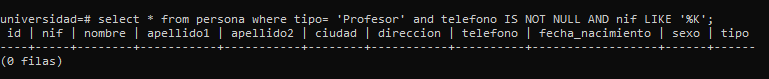 universidad=# select * from persona where tipo= 'Profesor' and telefono IS NOT NULL AND nif LIKE '%K';
 id | nif | nombre | apellido1 | apellido2 | ciudad | direccion | telefono | fecha_nacimiento | sexo | tipo
----+-----+--------+-----------+-----------+--------+-----------+----------+------------------+------+------
(0 filas)